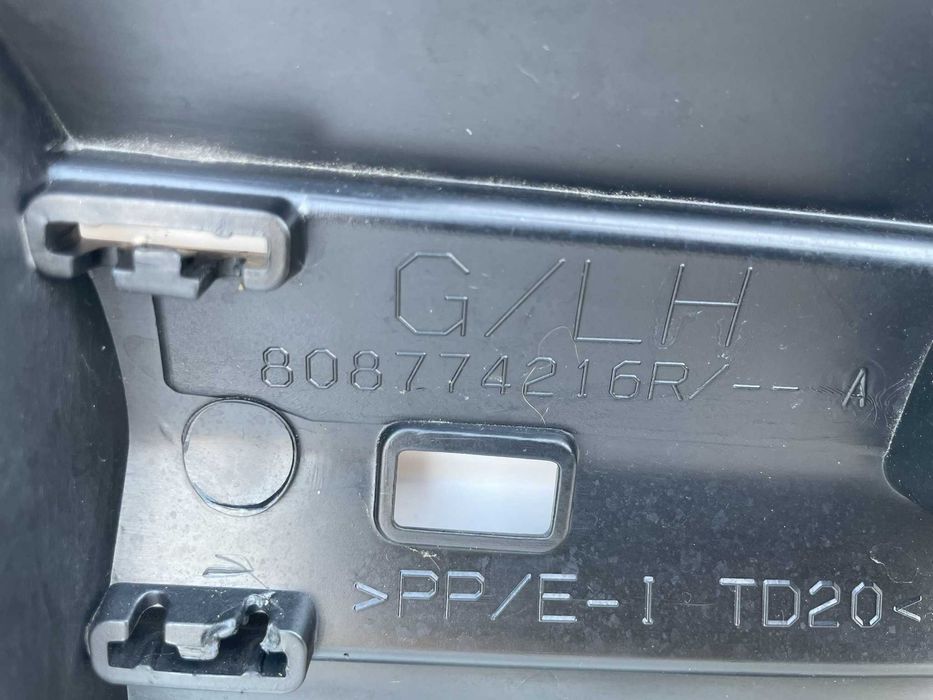 G/LH
808774216R/-- A
>PP/E-I TD20<